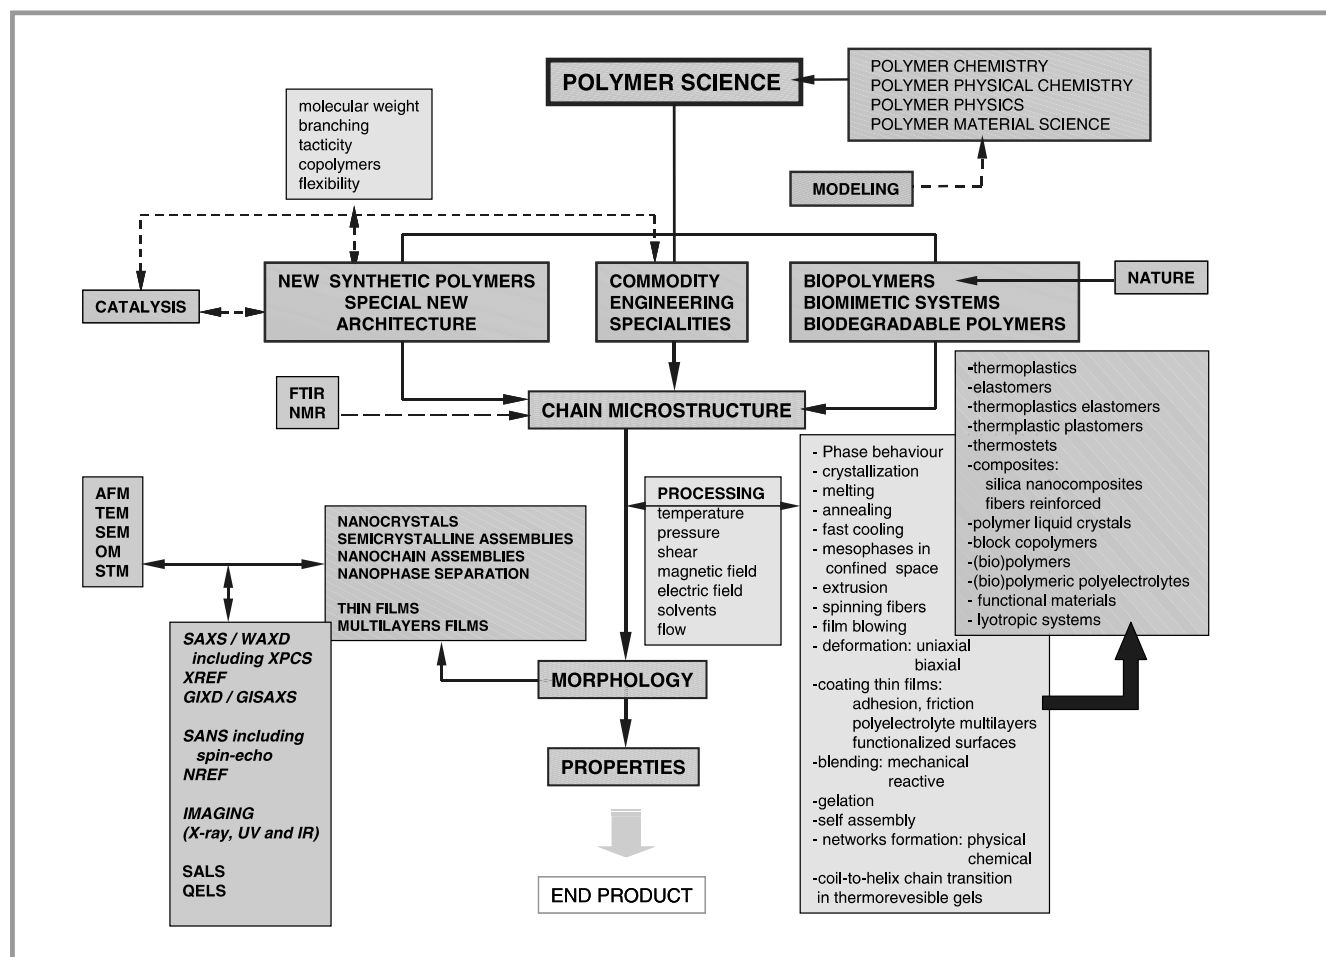 POLYMER SCIENCE
POLYMER CHEMISTRY
POLYMER PHYSICAL CHEMISTRY
POLYMER PHYSICS
POLYMER MATERIAL SCIENCE
molecular weight
branching
tacticity
copolymers
flexibility
MODELING
NEW SYNTHETIC POLYMERS
SPECIAL NEW
ARCHITECTURE
COMMODITY
ENGINEERING
SPECIALITIES
BIOPOLYMERS
BIOMIMETIC SYSTEMS
BIODEGRADABLE POLYMERS
NATURE
CATALYSIS
FTIR
NMR
CHAIN MICROSTRUCTURE
-thermoplastics
-elastomers
-thermoplastics elastomers
-thermplastic plastomers
-thermostets
-composites:
silica nanocomposites
fibers reinforced
-polymer liquid crystals
-block copolymers
-(bio)polymers
-(bio)polymeric polyelectrolytes
- functional materials
- lyotropic systems
AFM
TEM
SEM
OM
STM
NANOCRYSTALS
SEMICRYSTALLINE ASSEMBLIES
NANOCHAIN ASSEMBLIES
NANOPHASE SEPARATION
THIN FILMS
MULTILAYERS FILMS
PROCESSING
temperature
pressure
shear
magnetic field
electric field
solvents
flow
- Phase behaviour
- crystallization
- melting
- annealing
- fast cooling
- mesophases in
confined space
- extrusion
- spinning fibers
- film blowing
- deformation: uniaxial
biaxial
-coating thin films:
adhesion, friction
polyelectrolyte multilayers
functionalized surfaces
-blending: mechanical
reactive
-gelation
-self assembly
- networks formation: physical
chemical
-coil-to-helix chain transition
in thermorevesible gels
SAXS / WAXD
including XPCS
XREF
GIXD / GISAXS
SANS including
spin-echo
NREF
IMAGING
(X-ray, UV and IR)
SALS
QELS
MORPHOLOGY
PROPERTIES
END PRODUCT